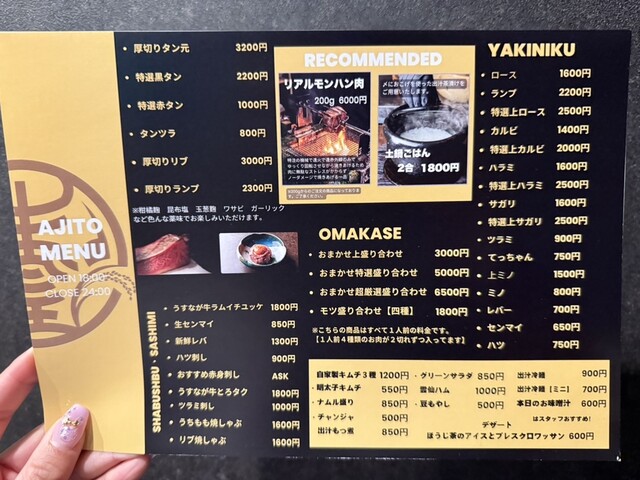 AJITO
MENU
OPEN 18:00
CLOSE 24:00
厚切りタン元 3200円
特選黒タン 2200円
特選赤タン 1000円
タンツラ 800円
厚切りリブ 3000円
厚切りランプ 2300円
※柑橘麹 昆布塩 玉葱麹 ワサビ ガーリック
など色んな薬味でお楽しみいただけます。
SHABUSHBU・SASHIMI
うすなが牛ラムイチユッケ 1800円
生センマイ 850円
新鮮レバ 1300円
ハツ刺し 900円
おすすめ赤身刺し ASK
うすなが牛とろタク 1800円
ツラミ刺し 1000円
うちもも焼しゃぶ 1600円
リブ焼しゃぶ 1600円
RECOMMENDED
リアルモンハン肉
200g 6000円
〆におこげを使った出汁茶漬けを
ご用意いたします。
土鍋ごはん
2合 1800円
OMAKASE
おまかせ上盛り合わせ 3000円
おまかせ特選盛り合わせ 5000円
おまかせ超厳選盛り合わせ 6500円
モツ盛り合わせ【四種】 1800円
※こちらの商品はすべて1人前の料金です。
【1人前4種類のお肉が2切れずつ入ってます】
YAKINIKU
ロース 1600円
ランプ 2200円
特選上ロース 2500円
カルビ 1400円
特選上カルビ 2000円
ハラミ 1600円
特選上ハラミ 2500円
サガリ 1600円
特選上サガリ 2500円
ツラミ 900円
てっちゃん 750円
上ミノ 1500円
ミノ 800円
レバー 700円
センマイ 650円
ハツ 750円
自家製キムチ3種 1200円
明太子キムチ 550円
ナムル盛り 850円
チャンジャ 500円
出汁もつ煮 850円
グリーンサラダ 850円
雲仙ハム 1000円
豆もやし 500円
出汁冷麺 900円
出汁冷麺【ミニ】 700円
本日のお味噌汁 600円
はスタッフおすすめ!
デザート
ほうじ茶のアイスとブレスクロワッサン 600円